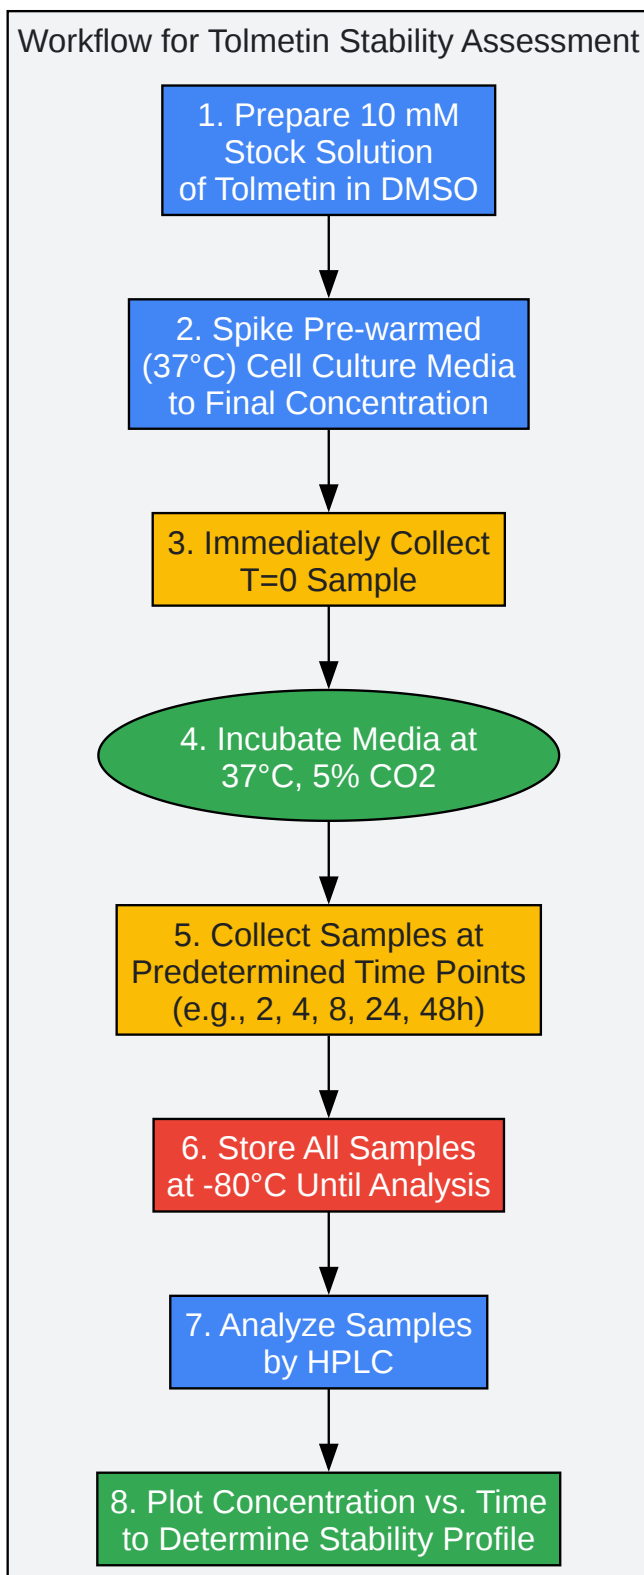 Workflow for Tolmetin Stability Assessment
1. Prepare 10 mM
Stock Solution
of Tolmetin in DMSO
2. Spike Pre-warmed
(37°C) Cell Culture Media
to Final Concentration
3. Immediately Collect
T=0 Sample
4. Incubate Media at
37°C, 5% CO2
5. Collect Samples at
Predetermined Time Points
(e.g., 2, 4, 8, 24, 48h)
6. Store All Samples
at -80°C Until Analysis
7. Analyze Samples
by HPLC
8. Plot Concentration vs. Time
to Determine Stability Profile